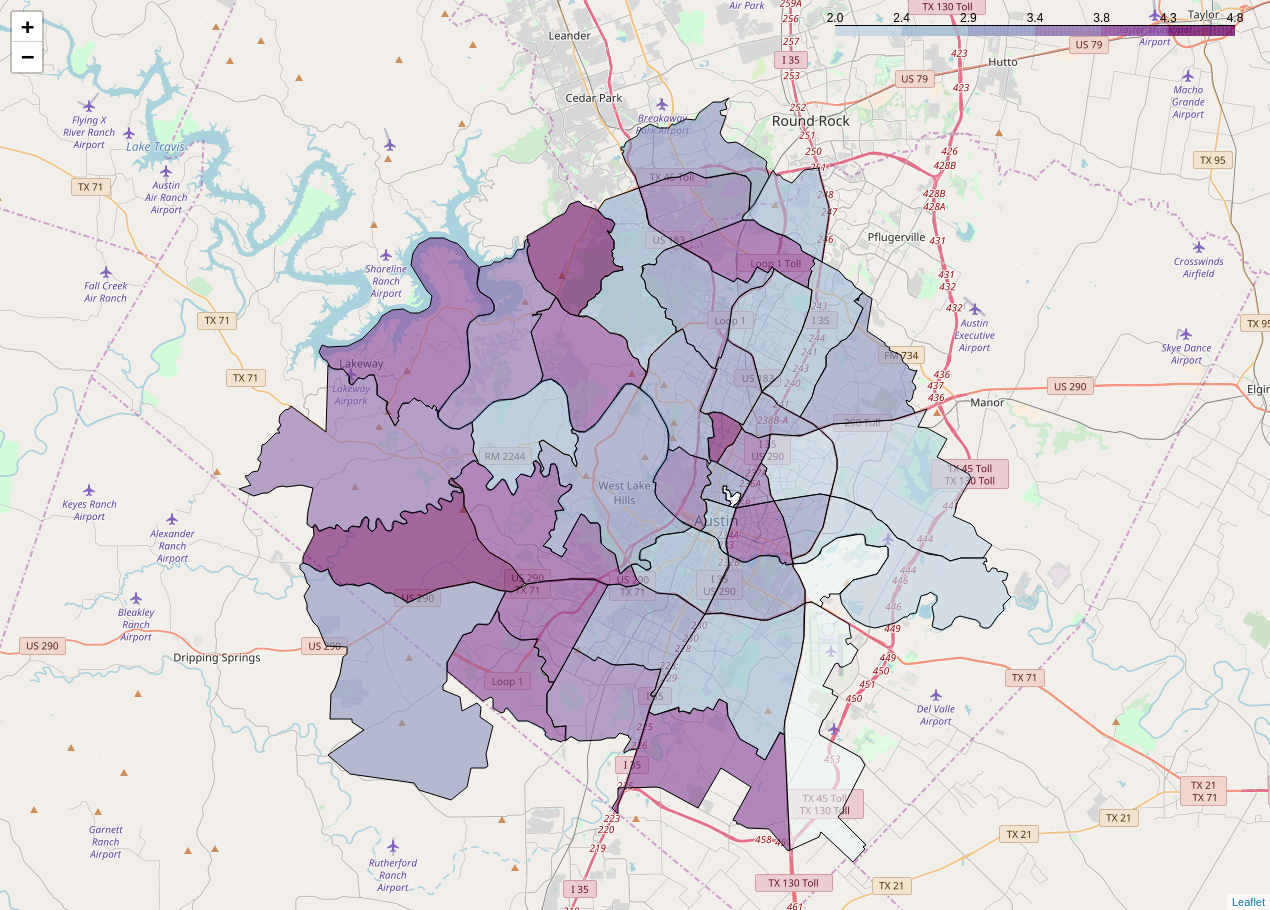 +
−
259A
TX 130 Toll
Air Park
256
2.0
2.4
2.9
3.4
3.8
4.3
4.8
Taylor
Leander
257
Taylor Municipal
Airport
I 35
US 79
423
253
Hutto
US 79
423
Macho
Grande
Airport
Cedar Park
Flying X
River Ranch
Airport
Breakaway
Park Airport
252
Round Rock
251
Lake Travis
250
426
TX 95
251
428B
TX 71
Austin
Air Ranch
Airport
TX 45 Toll
428B
428A
248
247
US 183
246
Pflugerville
431
Crosswinds
Airfield
Shoreline
Ranch
Airport
Loop 1 Toll
431
432
Fall Creek
Air Ranch
243
432
TX 71
Loop 1
I 35
Austin
Executive
Airport
TX 95
244
Skye Dance
Airport
241
FM 734
Lakeway
243
436
TX 71
US 183
240
437
US 290
Lakeway
Airpark
436
Elgin
Manor
241
238B-A
290 Toll
I 35
US 290
RM 2244
TX 45 Toll
TX 130 Toll
West Lake
Hills
236A
Keyes Ranch
Airport
Austin
Alexander
Ranch
Airport
444
444
446
US 290
TX 71
US 290
TX 71
I 35
US 290
US 290
446
Bleakley
Ranch
Airport
449
230
230
228
US 290
US 290
Dripping Springs
449
450
229
TX 71
Loop 1
I 35
451
450
Del Valle
Airport
225
226
453
I 35
TX 21
TX 71
TX 45 Toll
TX 130 Toll
223
220
TX 21
Garnett
Ranch
Airport
TX 21
219
Rutherford
Ranch
Airport
TX 130 Toll
TX 21
I 35
461
Leaflet